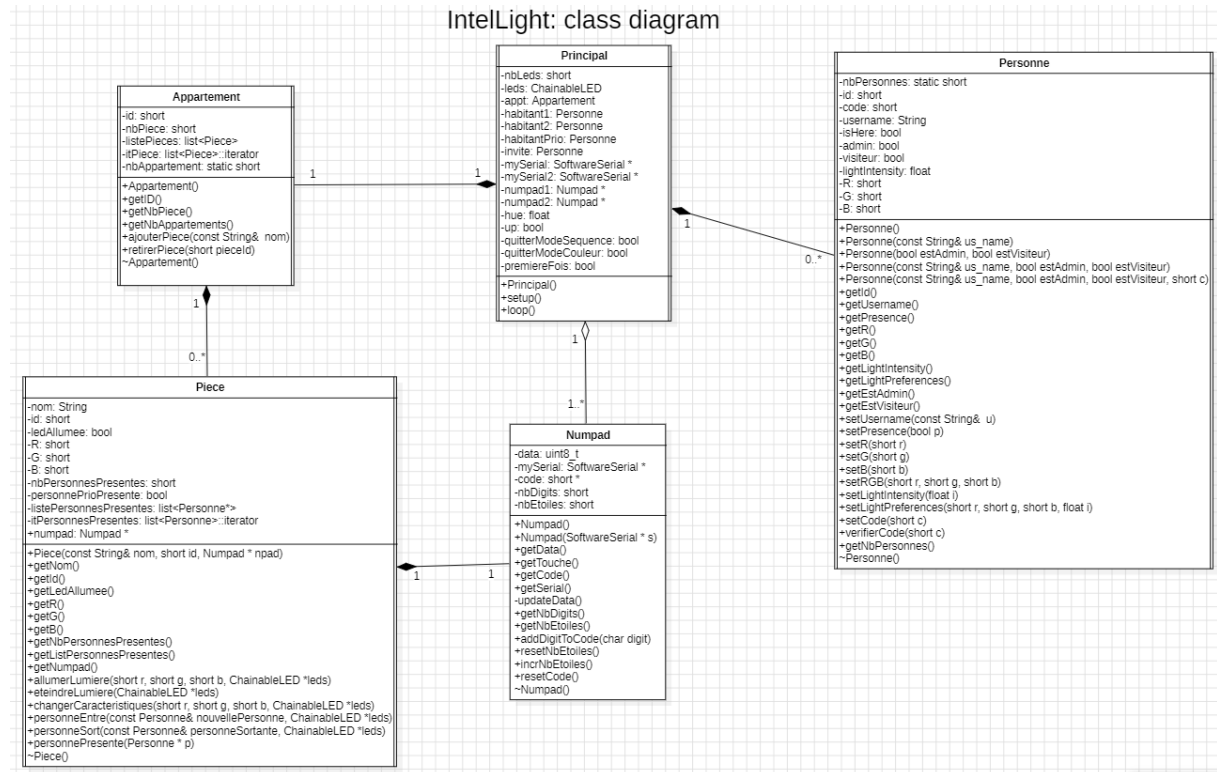 IntelLight: class diagram
Appartement
-id: short
-nbPiece: short
-listePieces: list<Piece>
-itPiece: list<Piece>::iterator
-nbAppartement: static short
+Appartement()
+getID()
+getNbPiece()
+getNbAppartements()
+ajouterPiece(const String& nom)
+retirerPiece(short pieceId)
~Appartement()
1
1
Principal
-nbLeds: short
-leds: ChainableLED
-appt: Appartement
-habitant1: Personne
-habitant2: Personne
-habitantPrio: Personne
-invite: Personne
-mySerial: SoftwareSerial *
-mySerial2: SoftwareSerial *
-numpad1: Numpad *
-numpad2: Numpad *
-hue: float
-up: bool
-quitterModeSequence: bool
-quitterModeCouleur: bool
-premiereFois: bool
+Principal()
+setup()
+loop()
1
0..*
Personne
-nbPersonnes: static short
-id: short
-code: short
-username: String
-isHere: bool
-admin: bool
-visiteur: bool
-lightIntensity: float
-R: short
-G: short
-B: short
+Personne()
+Personne(const String& us_name)
+Personne(bool estAdmin, bool estVisiteur)
+Personne(const String& us_name, bool estAdmin, bool estVisiteur)
+Personne(const String& us_name, bool estAdmin, bool estVisiteur, short c)
+getId()
+getUsername()
+getPresence()
+getR()
+getG()
+getB()
+getLightIntensity()
+getLightPreferences()
+getEstAdmin()
+getEstVisiteur()
+setUsername(const String& u)
+setPresence(bool p)
+setR(short r)
+setG(short g)
+setB(short b)
+setRGB(short r, short g, short b)
+setLightIntensity(float i)
+setLightPreferences(short r, short g, short b, float i)
+setCode(short c)
+verifierCode(short c)
+getNbPersonnes()
~Personne()
1
0..*
1
1..*
Piece
-nom: String
-id: short
-ledAllumee: bool
-R: short
-G: short
-B: short
-nbPersonnesPresentes: short
-personnePrioPresente: bool
-listePersonnesPresentes: list<Personne*>
-itPersonnesPresentes: list<Personne>::iterator
+numpad: Numpad *
+Piece(const String& nom, short id, Numpad * npad)
+getNom()
+getId()
+getLedAllumee()
+getR()
+getG()
+getB()
+getNbPersonnesPresentes()
+getListPersonnesPresentes()
+getNumpad()
+allumerLumiere(short r, short g, short b, ChainableLED *leds)
+eteindreLumiere(ChainableLED *leds)
+changerCaracteristiques(short r, short g, short b, ChainableLED *leds)
+personneEntre(const Personne& nouvellePersonne, ChainableLED *leds)
+personneSort(const Personne& personneSortante, ChainableLED *leds)
+personnePresente(Personne * p)
~Piece()
1
1
Numpad
-data: uint8_t
-mySerial: SoftwareSerial *
-code: short *
-nbDigits: short
-nbEtoiles: short
+Numpad()
+Numpad(SoftwareSerial * s)
+getData()
+getTouche()
+getCode()
+getSerial()
-updateData()
+getNbDigits()
+getNbEtoiles()
+addDigitToCode(char digit)
+resetNbEtoiles()
+incrNbEtoiles()
+resetCode()
~Numpad()